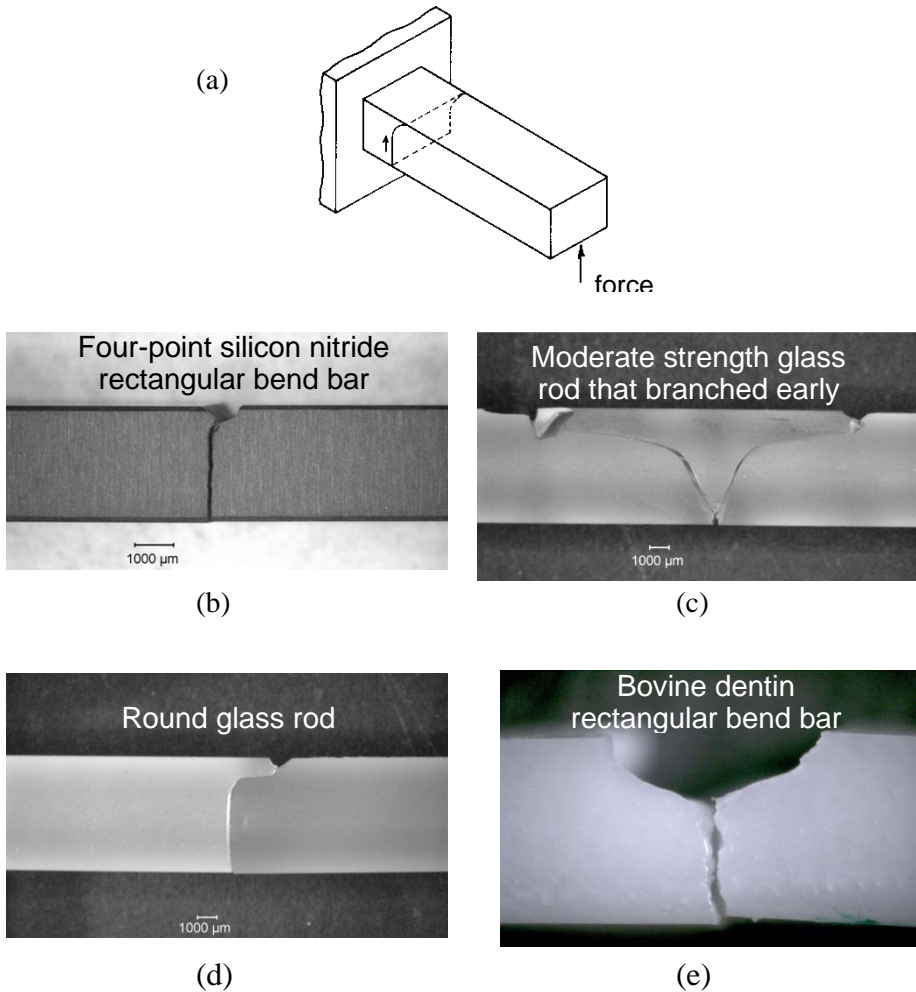 (a)
force
Four-point silicon nitride
rectangular bend bar
1000 µm
(b)
Moderate strength glass
rod that branched early
1000 µm
(c)
Round glass rod
1000 µm
(d)
Bovine dentin
rectangular bend bar
(e)